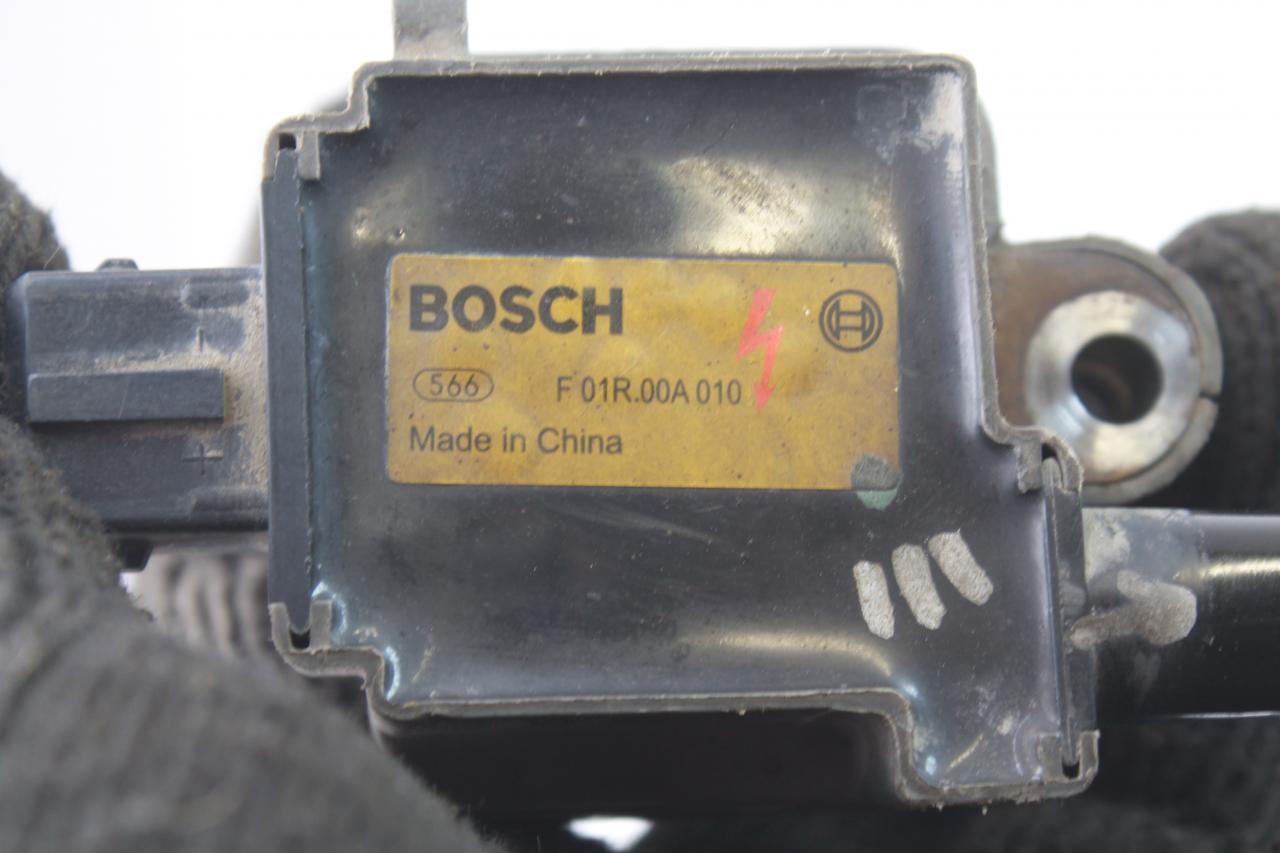 BOSCH
566 F 01R.00A 010
Made in China
-
+